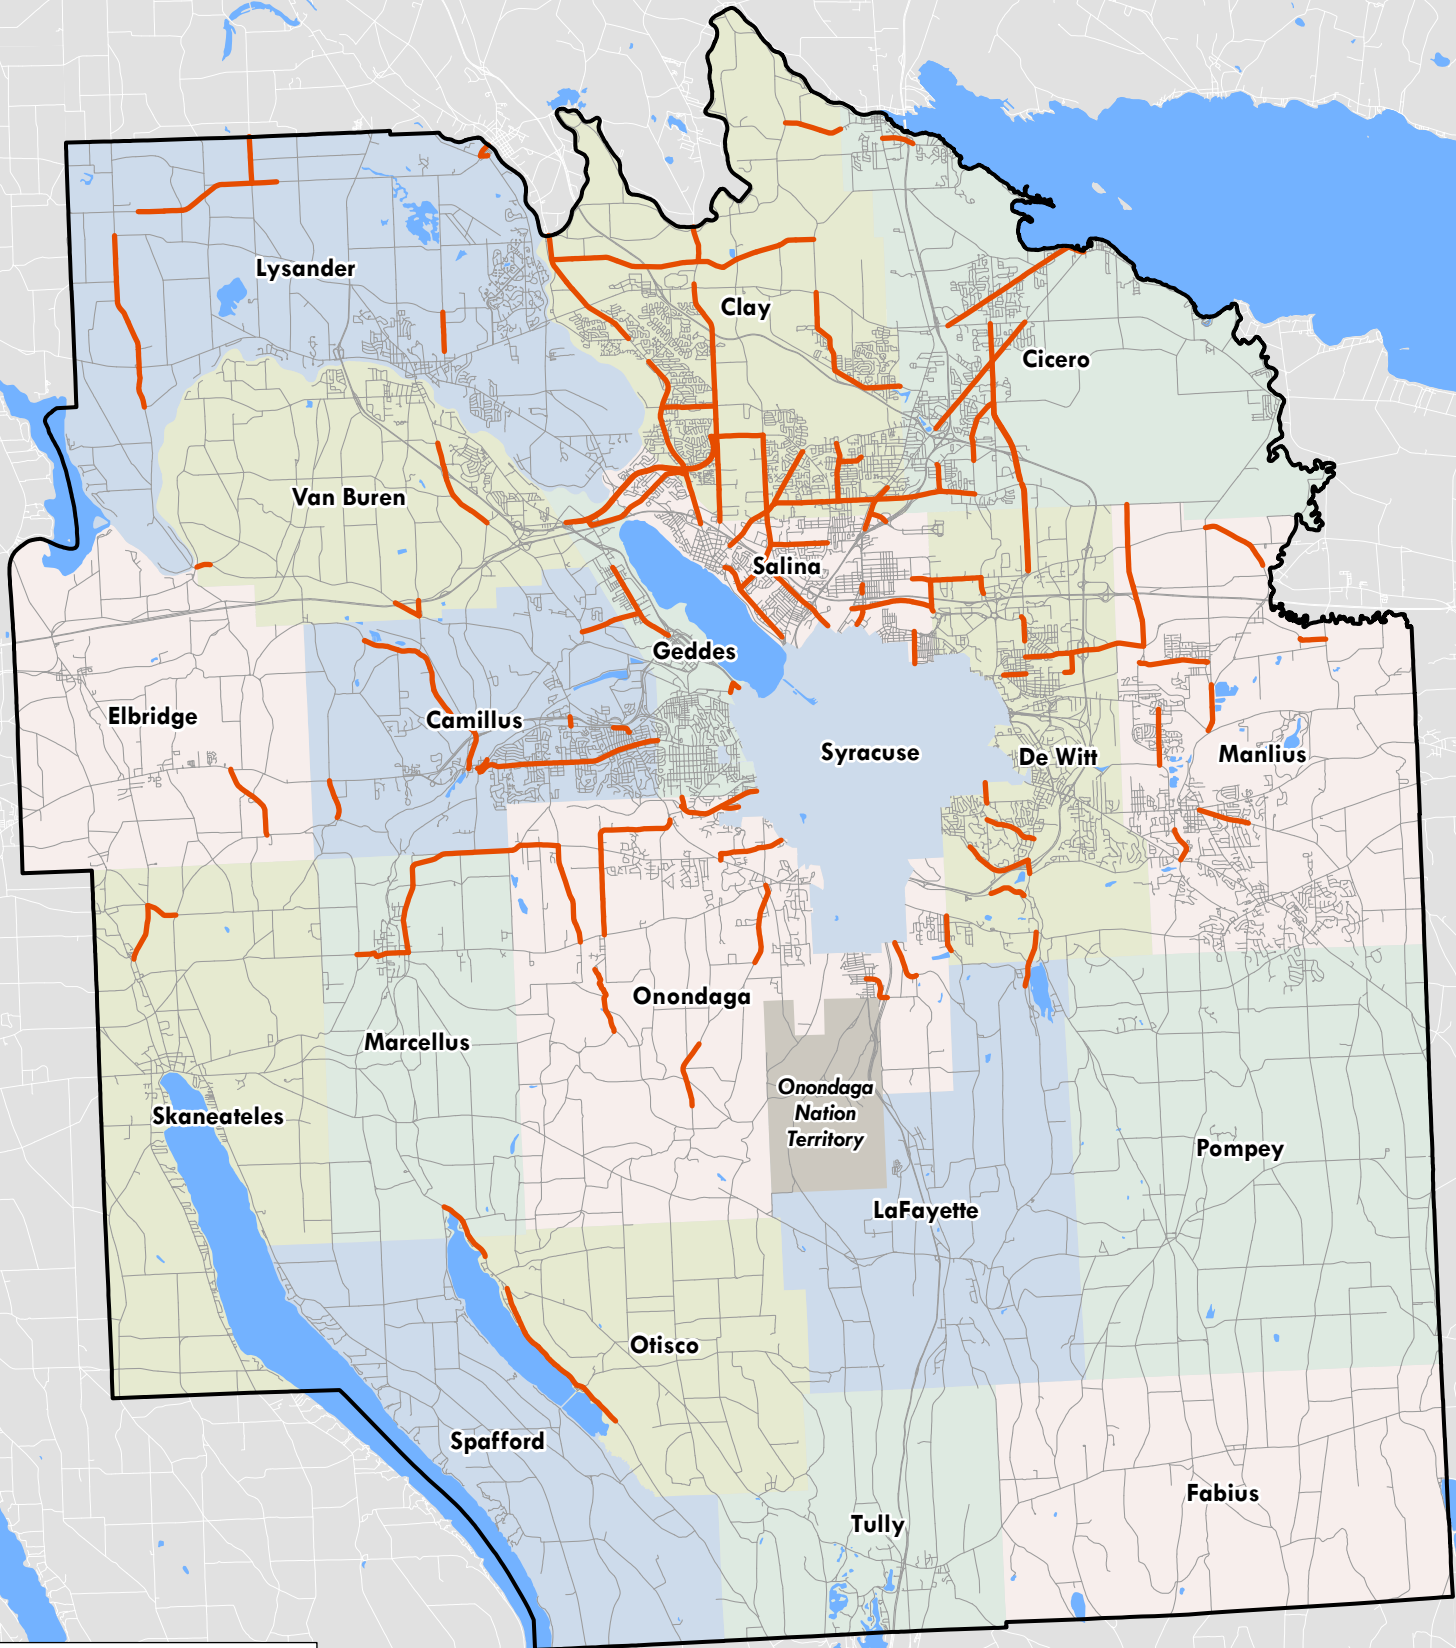 Lysander
Clay
Cicero
Van Buren
Salina
Geddes
Elbridge
Camillus
Syracuse
De Witt
Manlius
Onondaga
Marcellus
Onondaga
Nation
Territory
Skaneateles
Pompey
LaFayette
Otisco
Spafford
Fabius
Tully